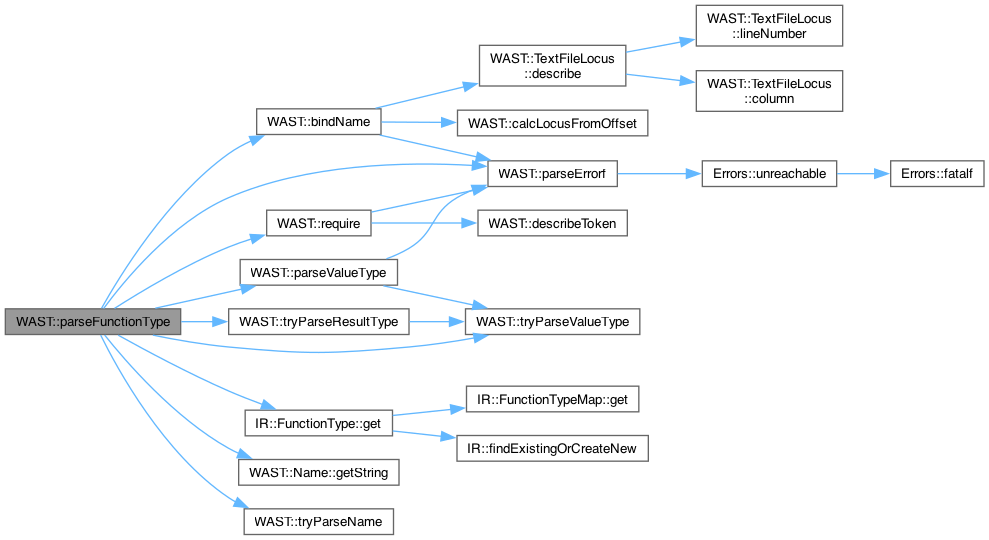 WAST::TextFileLocus
::lineNumber
WAST::TextFileLocus
::describe
WAST::TextFileLocus
::column
WAST::bindName
WAST::calcLocusFromOffset
WAST::parseErrorf
Errors::unreachable
Errors::fatalf
WAST::require
WAST::describeToken
WAST::parseValueType
WAST::parseFunctionType
WAST::tryParseResultType
WAST::tryParseValueType
IR::FunctionTypeMap::get
IR::FunctionType::get
IR::findExistingOrCreateNew
WAST::Name::getString
WAST::tryParseName